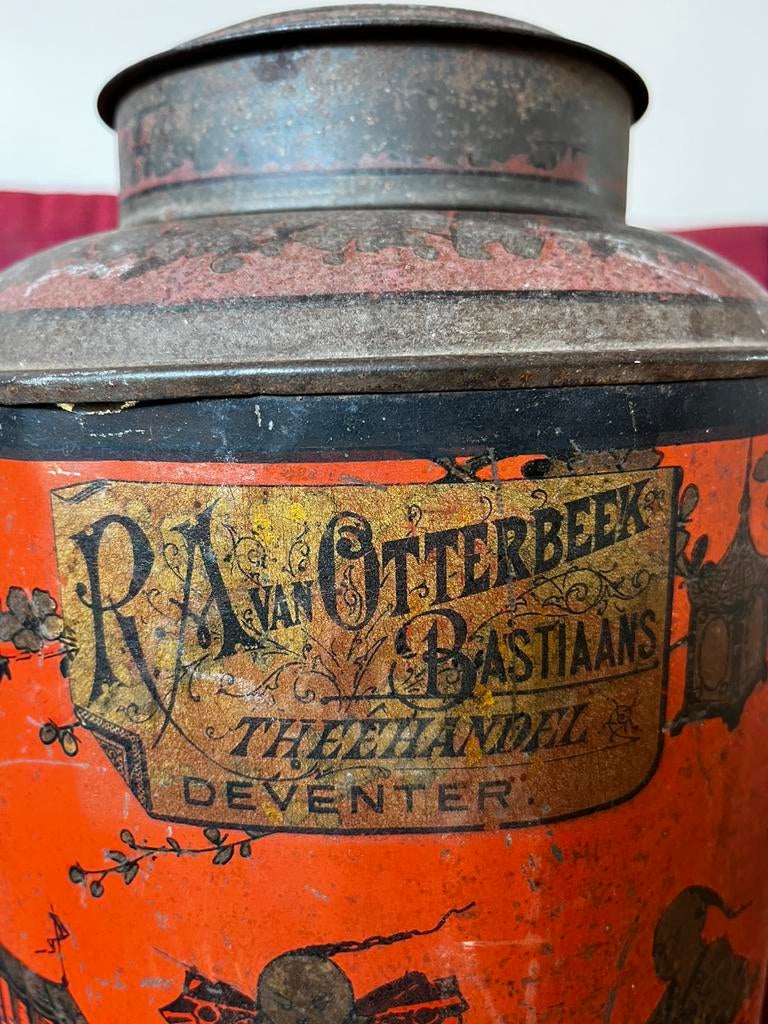 R A VAN OTTERBEEK
BASTIAANS
THEEHANDEL
DEVENTER.